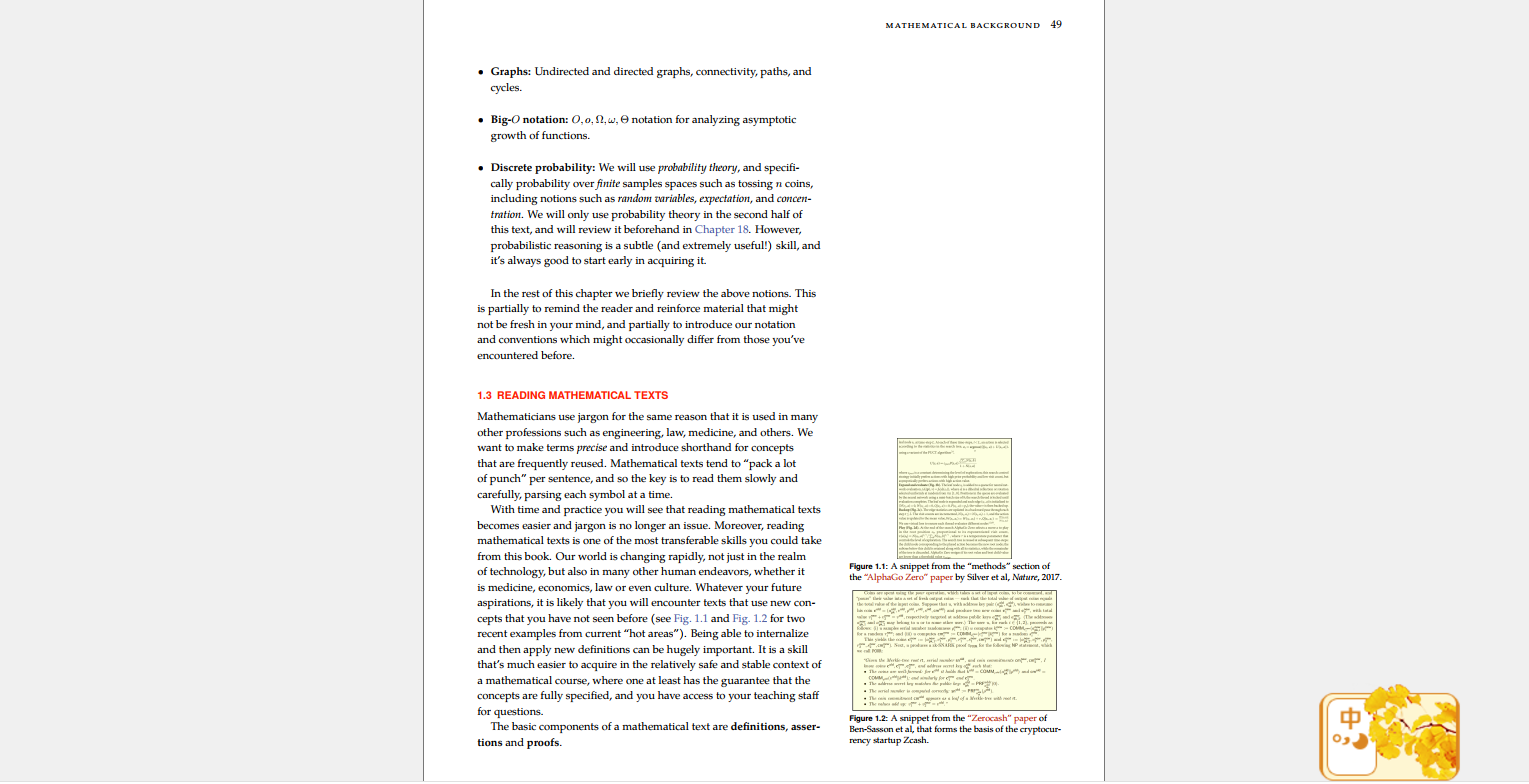 MATHEMATICAL BACKGROUND 49
• Graphs: Undirected and directed graphs, connectivity, paths, and
cycles.
• Big-O notation: O, o, Ω, ω, Θ notation for analyzing asymptotic
growth of functions.
• Discrete probability: We will use probability theory, and specifi-
cally probability over finite samples spaces such as tossing n coins,
including notions such as random variables, expectation, and concen-
tration. We will only use probability theory in the second half of
this text, and will review it beforehand in Chapter 18. However,
probabilistic reasoning is a subtle (and extremely useful!) skill, and
it's always good to start early in acquiring it.
In the rest of this chapter we briefly review the above notions. This
is partially to remind the reader and reinforce material that might
not be fresh in your mind, and partially to introduce our notation
and conventions which might occasionally differ from those you've
encountered before.
1.3 READING MATHEMATICAL TEXTS
Mathematicians use jargon for the same reason that it is used in many
other professions such as engineering, law, medicine, and others. We
want to make terms precise and introduce shorthand for concepts
that are frequently reused. Mathematical texts tend to "pack a lot
of punch" per sentence, and so the key is to read them slowly and
carefully, parsing each symbol at a time.
With time and practice you will see that reading mathematical texts
becomes easier and jargon is no longer an issue. Moreover, reading
mathematical texts is one of the most transferable skills you could take
from this book. Our world is changing rapidly, not just in the realm
of technology, but also in many other human endeavors, whether it
is medicine, economics, law or even culture. Whatever your future
aspirations, it is likely that you will encounter texts that use new con-
cepts that you have not seen before (see Fig. 1.1 and Fig. 1.2 for two
recent examples from current "hot areas"). Being able to internalize
and then apply new definitions can be hugely important. It is a skill
that's much easier to acquire in the relatively safe and stable context of
a mathematical course, where one at least has the guarantee that the
concepts are fully specified, and you have access to your teaching staff
for questions.
The basic components of a mathematical text are definitions, asser-
tions and proofs.
Figure 1.1: A snippet from the "methods" section of
the "AlphaGo Zero" paper by Silver et al, Nature, 2017.
Figure 1.2: A snippet from the "Zerocash" paper of
Ben-Sasson et al, that forms the basis of the cryptocur-
rency startup Zcash.
中